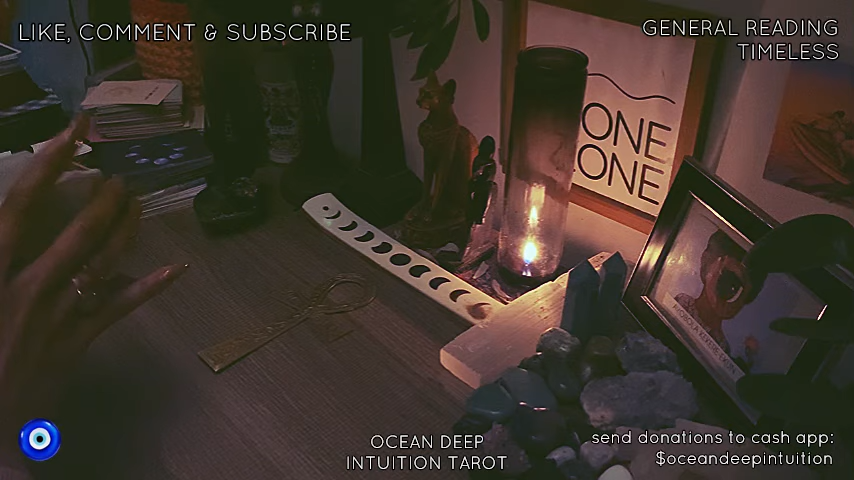 LIKE, COMMENT & SUBSCRIBE
GENERAL READING
TIMELESS
ONE
ONE
OCEAN DEEP
INTUITION TAROT
send donations to cash app:
$oceandeepintuition